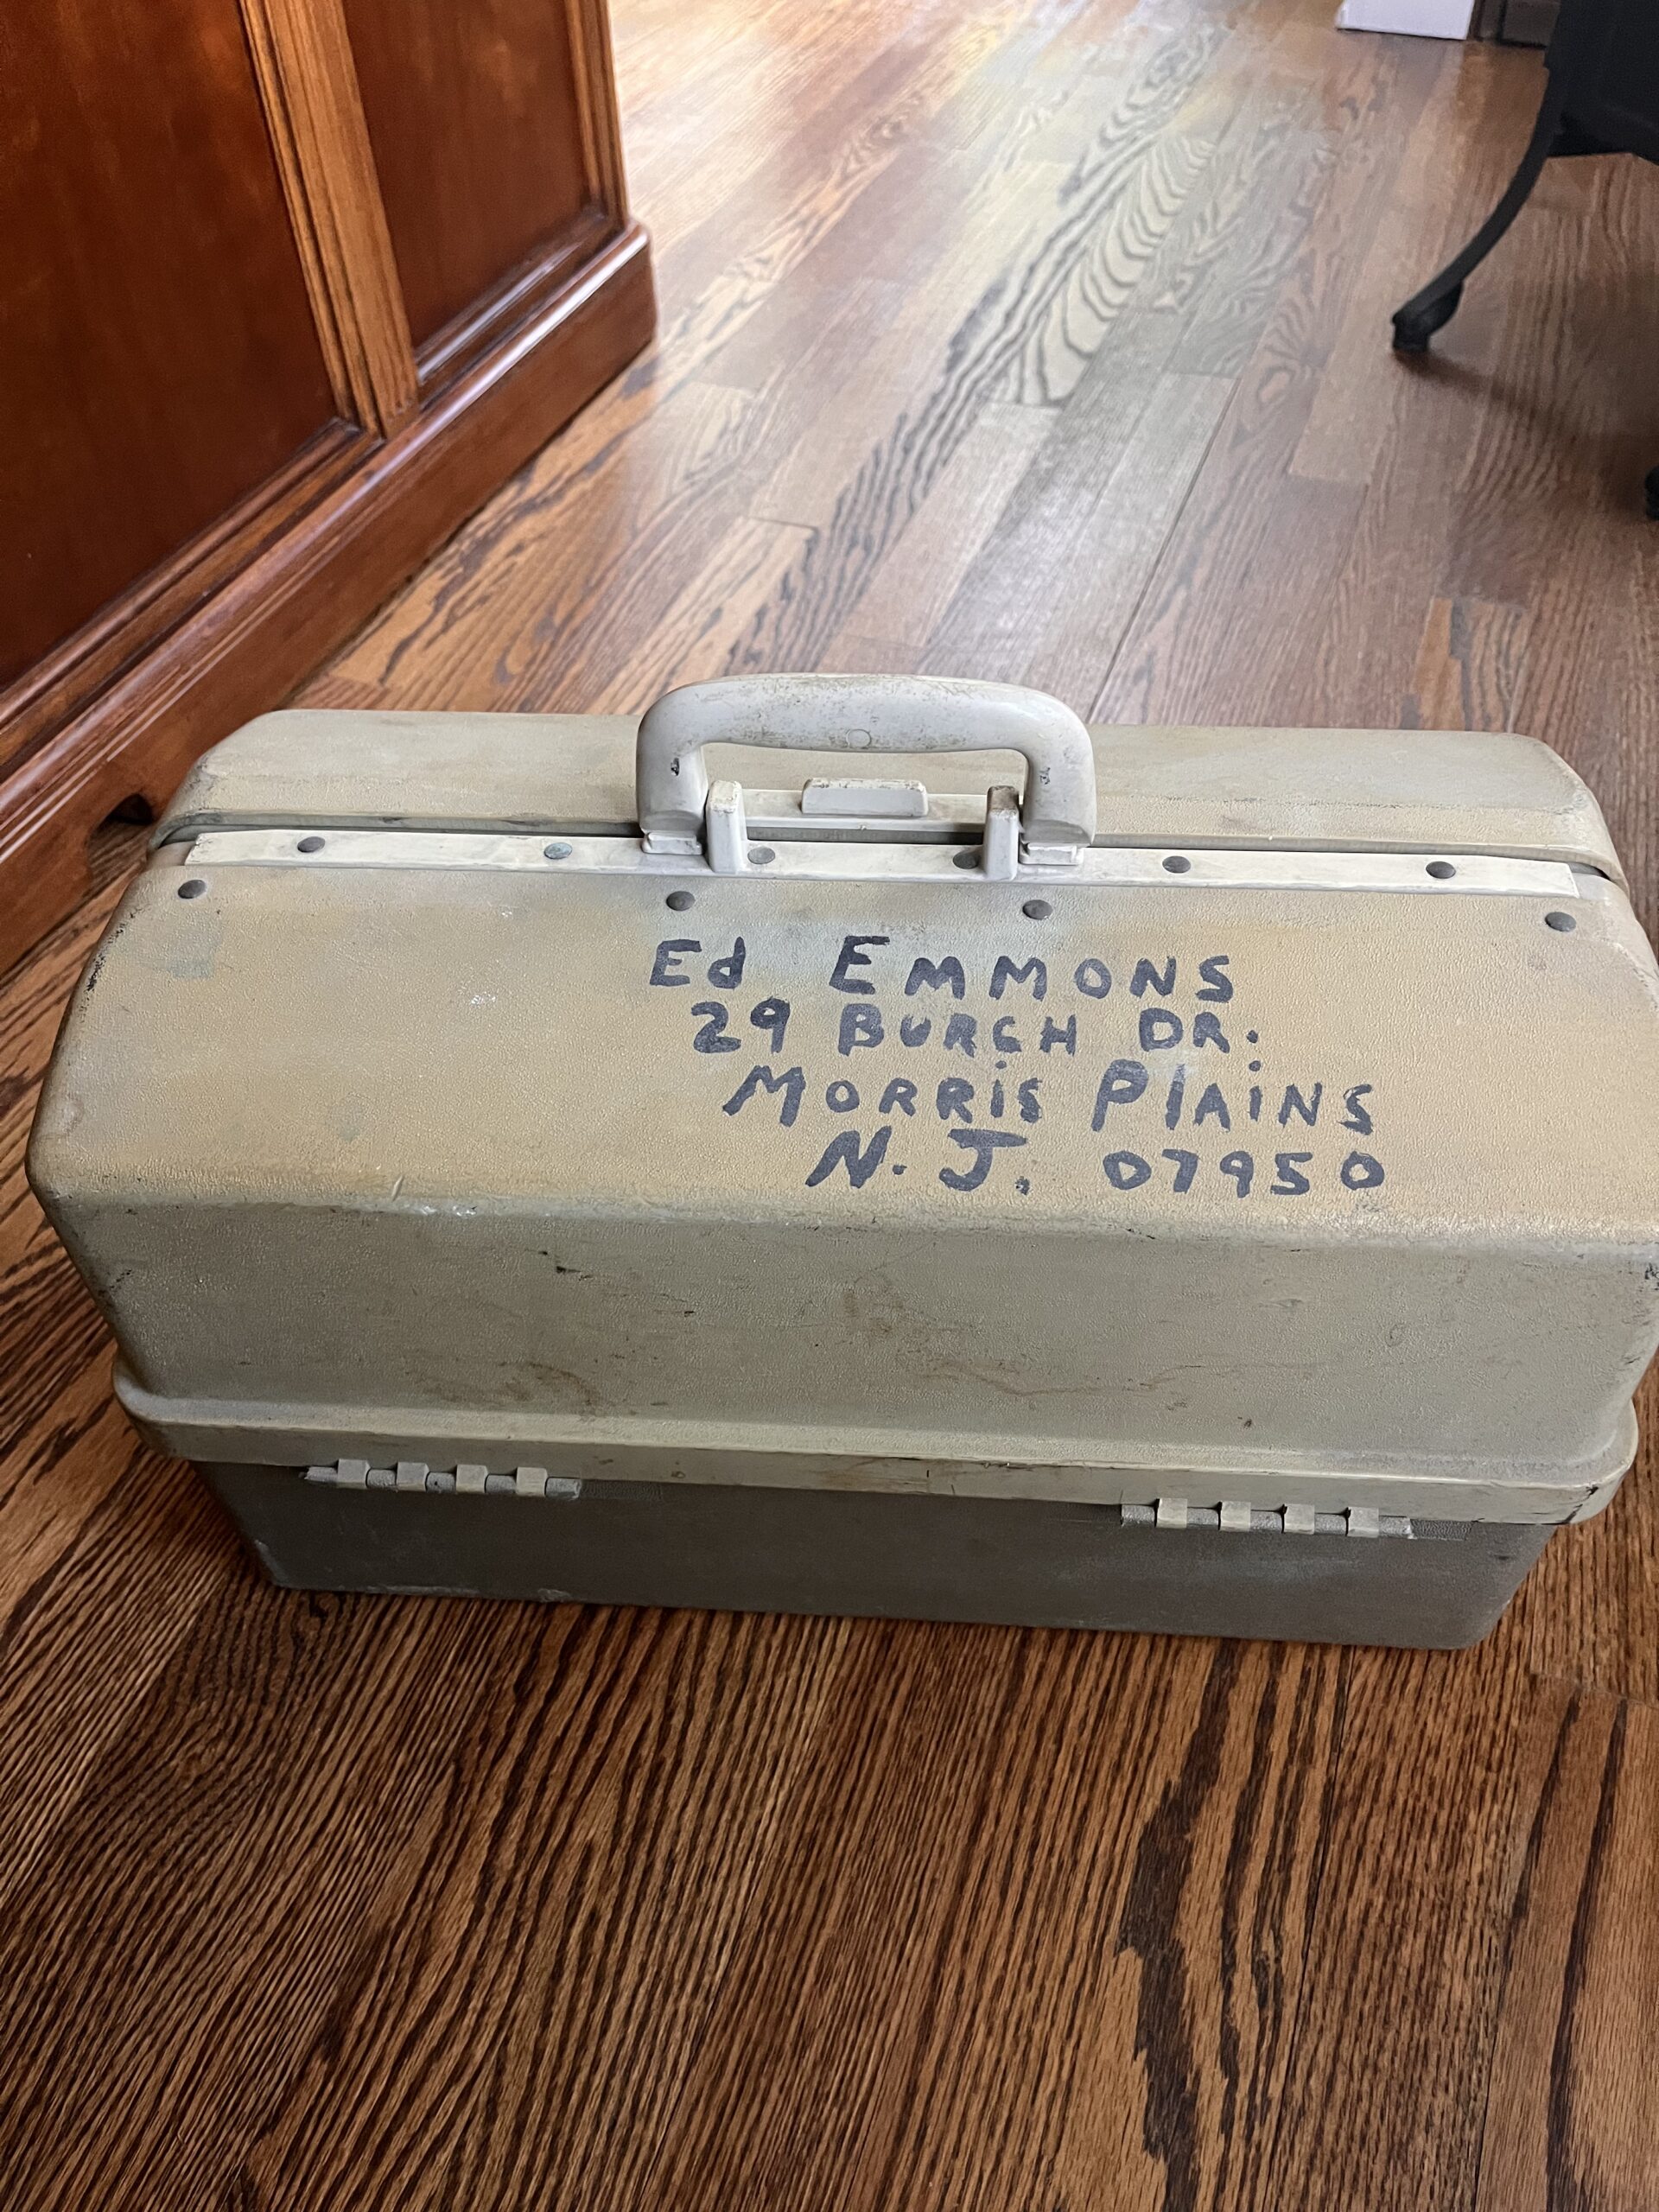 Ed EMMONS
29 BURCH DR.
MORRiS PlAiNS
N.J. 07950